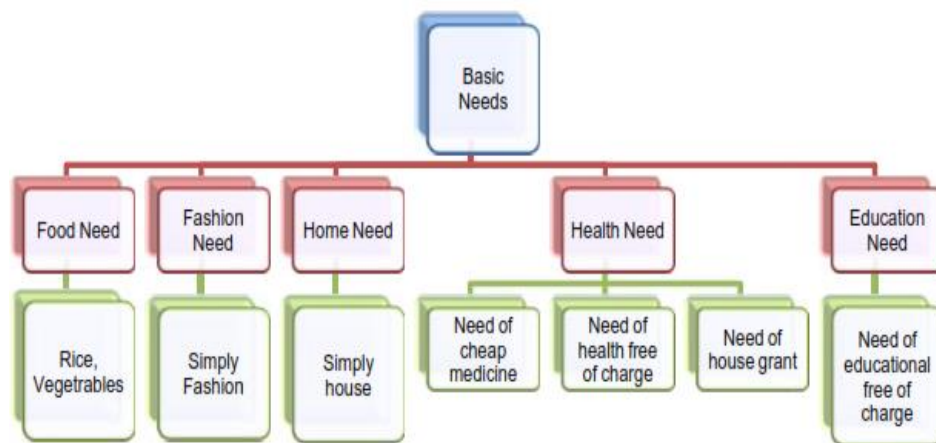 Basic
Needs
Food Need
Fashion
Need
Home Need
Health Need
Education
Need
Rice,
Vegetrables
Simply
Fashion
Simply
house
Need of
cheap
medicine
Need of
health free
of charge
Need of
house grant
Need of
educational
free of
charge